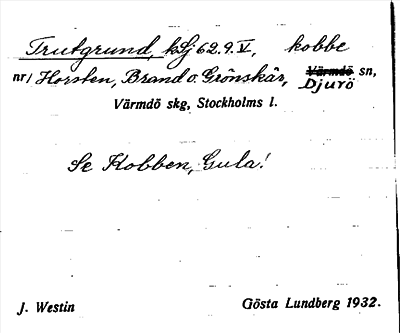 Trutgrund, kSj 62.9.V, kobbe
nr/ Horsten, Brand o. Grönskär, Värmdö sn,
Djurö
Värmdö skg, Stockholms l.
Se Kobben, Gula!
J. Westin
Gösta Lundberg 1932.